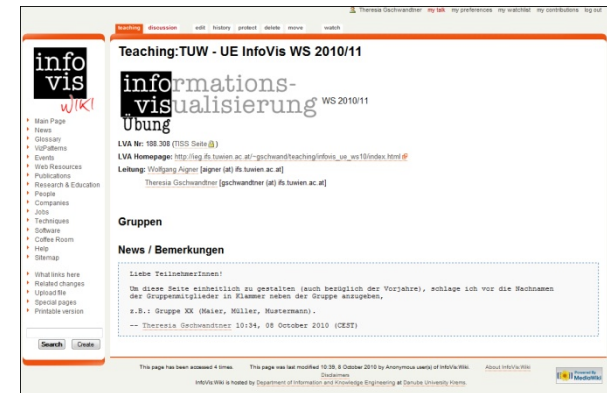 Theresia Gschwandtner my talk my preferences my watchlist my contributions log out
teaching discussion edit history protect delete move watch
info
vis
wiki
Main Page
News
Glossary
VizPatterns
Events
Web Resources
Publications
Research & Education
People
Companies
Jobs
Techniques
Software
Coffee Room
Help
Sitemap
What links here
Related changes
Upload file
Special pages
Printable version
Search Create
Teaching:TUW - UE InfoVis WS 2010/11
informations-
visualisierung WS 2010/11
Übung
LVA Nr: 188.308 (TISS Seite)
LVA Homepage: http://ieg.ifs.tuwien.ac.at/~gschwand/teaching/infovis_ue_ws10/index.html
Leitung: Wolfgang Aigner [aigner (at) ifs.tuwien.ac.at]
Theresia Gschwandtner [gschwandtner (at) ifs.tuwien.ac.at]
Gruppen
News / Bemerkungen
Liebe TeilnehmerInnen!
Um diese Seite einheitlich zu gestalten (auch bezüglich der Vorjahre), schlage ich vor die Nachnamen
der Gruppenmitglieder in Klammer neben der Gruppe anzugeben,
z.B.: Gruppe XX (Maier, Müller, Mustermann).
-- Theresia Gschwandtner 10:34, 08 October 2010 (CEST)
This page has been accessed 4 times. This page was last modified 10:39, 8 October 2010 by Anonymous user(s) of InfoVis:Wiki. About InfoVis:Wiki
Disclaimers
InfoVis:Wiki is hosted by Department of Information and Knowledge Engineering at Danube University Krems.
Powered By
MediaWiki